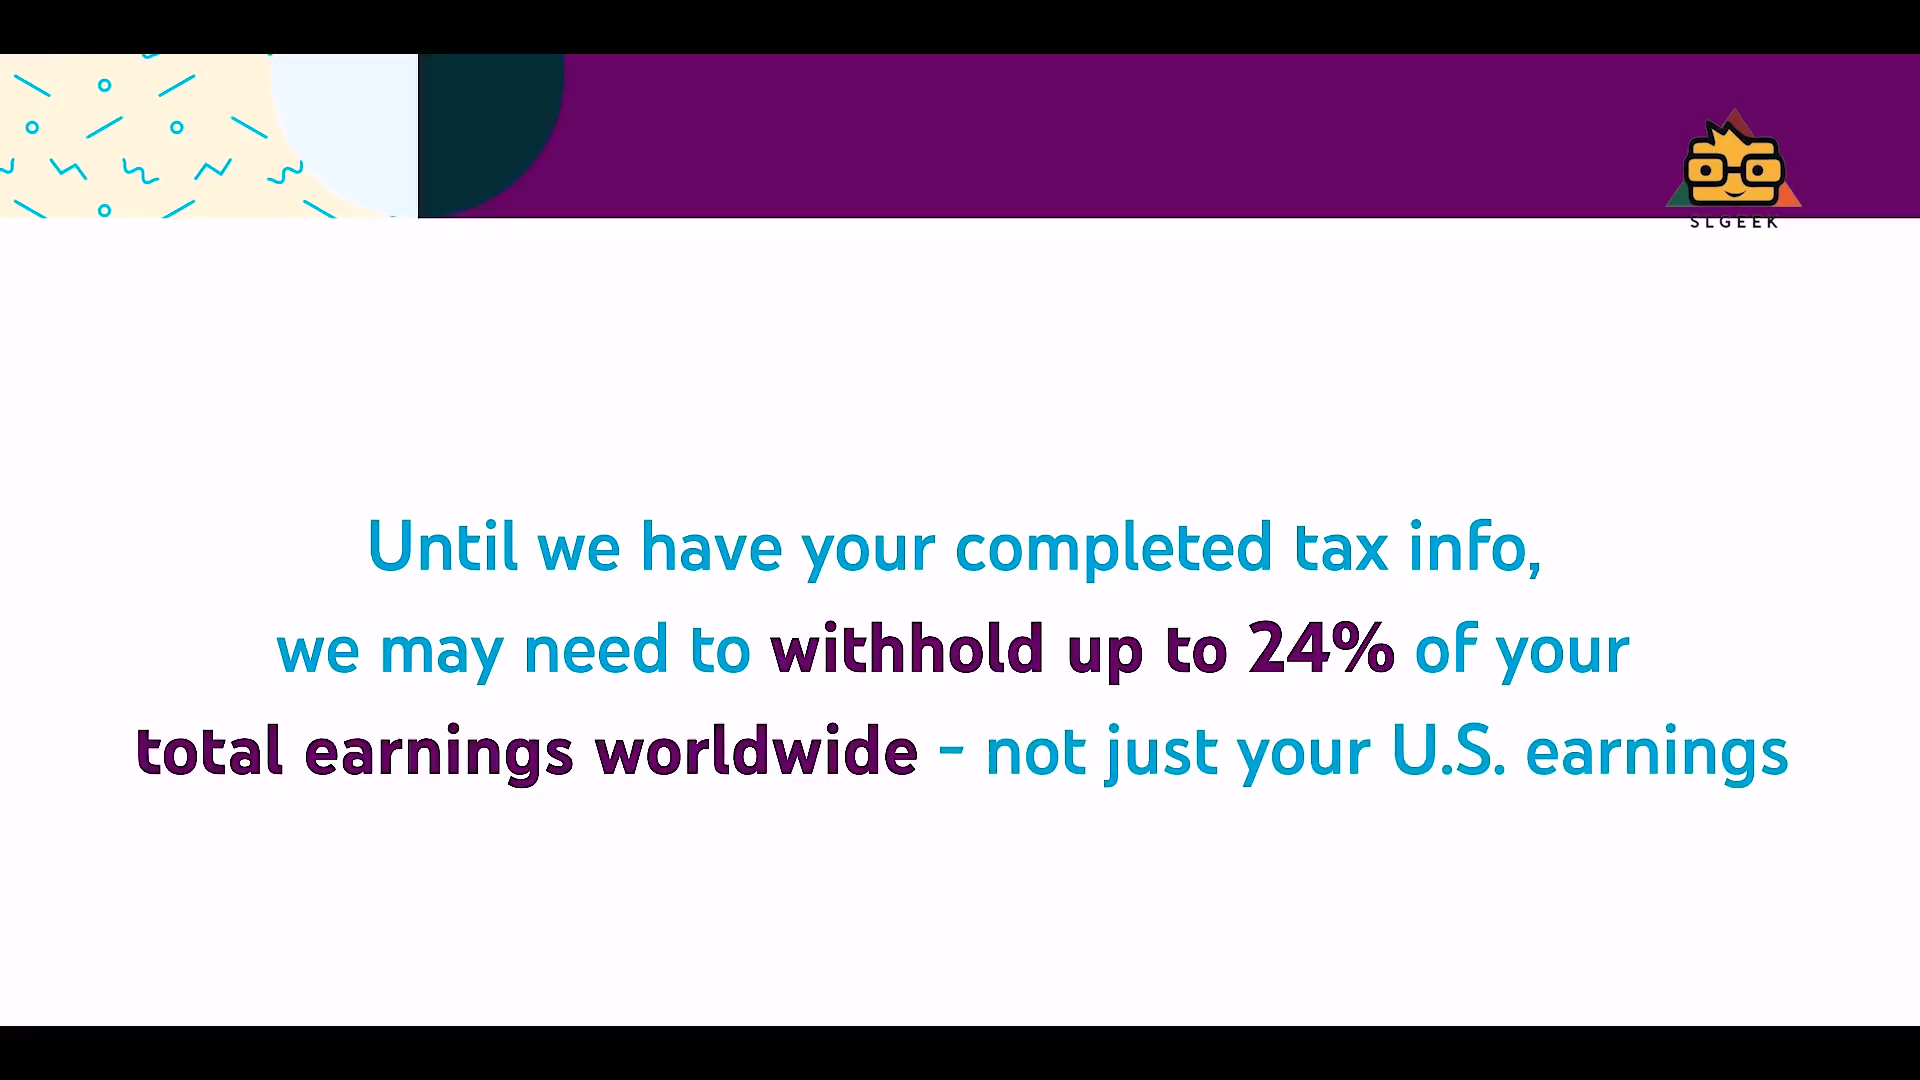 SLGEEK
Until we have your completed tax info,
we may need to withhold up to 24% of your
total earnings worldwide - not just your U.S. earnings